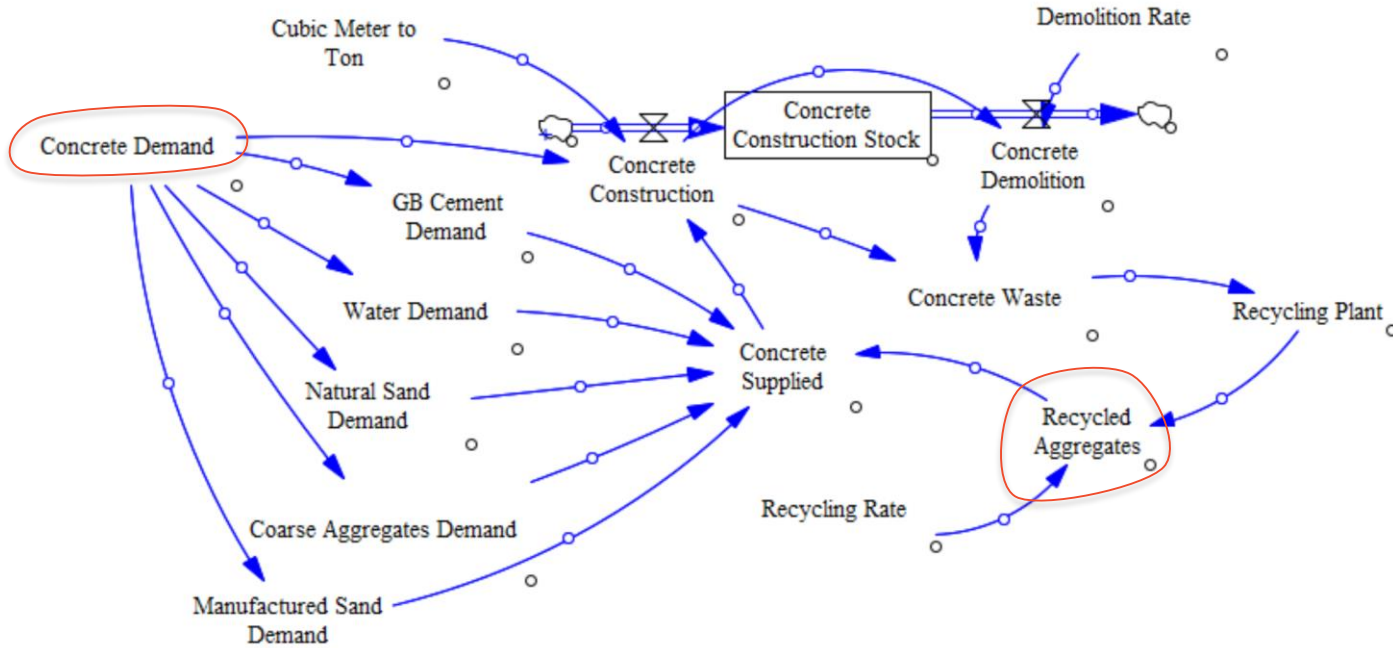 Cubic Meter to
Ton
Demolition Rate
Concrete Demand
Concrete
Construction Stock
Concrete
Construction
Concrete
Demolition
GB Cement
Demand
Water Demand
Concrete Waste
Recycling Plant
Natural Sand
Demand
Concrete
Supplied
Recycled
Aggregates
Coarse Aggregates Demand
Recycling Rate
Manufactured Sand
Demand